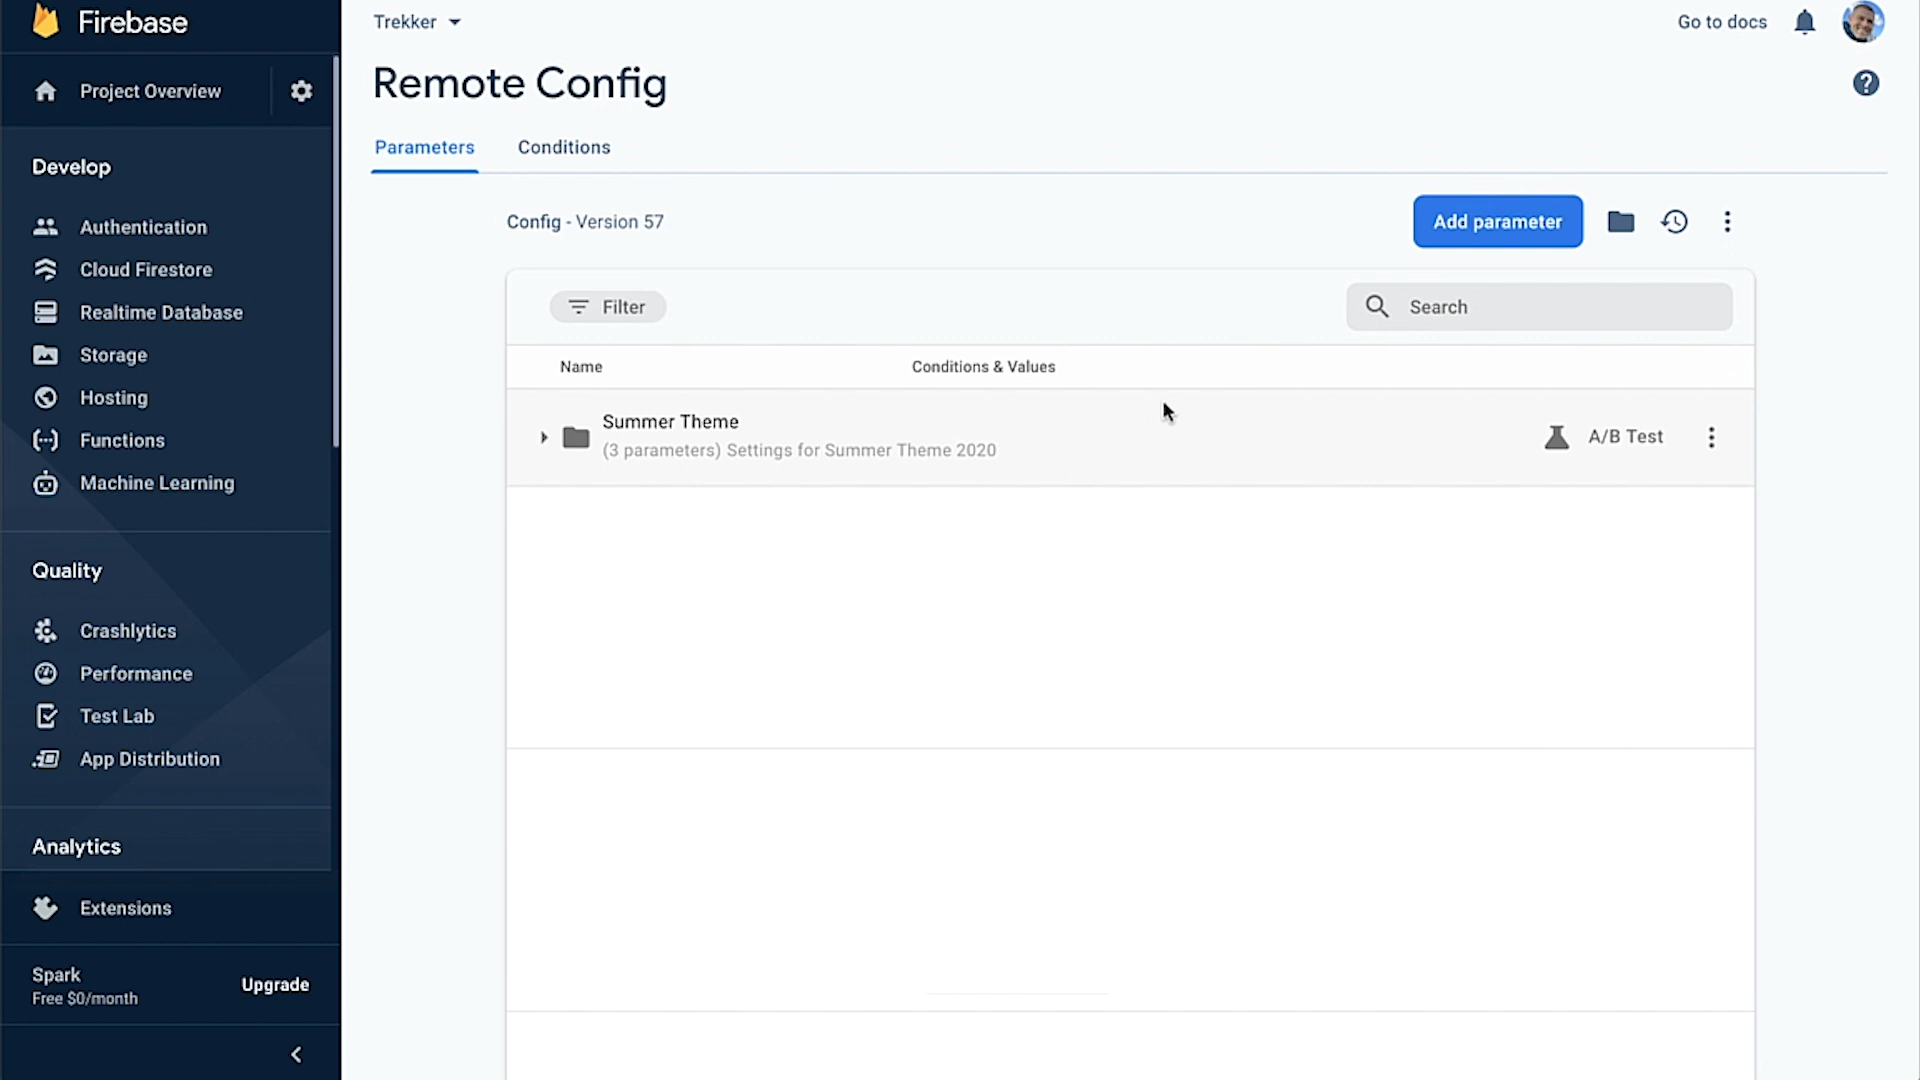 Firebase
Project Overview
Develop
Authentication
Cloud Firestore
Realtime Database
Storage
Hosting
Functions
Machine Learning
Quality
Crashlytics
Performance
Test Lab
App Distribution
Analytics
Extensions
Spark
Free $0/month
Upgrade
Trekker
Go to docs
Remote Config
Parameters
Conditions
Config - Version 57
Add parameter
Filter
Search
Name
Conditions & Values
Summer Theme
(3 parameters) Settings for Summer Theme 2020
A/B Test